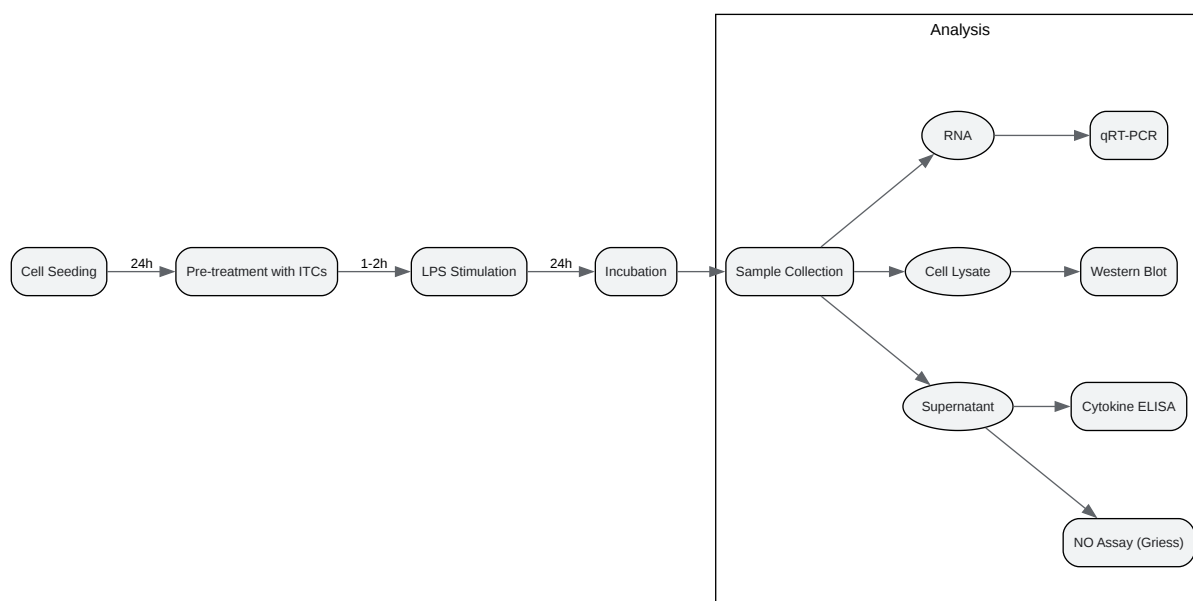 Analysis
RNA
qRT-PCR
Cell Seeding
24h
Pre-treatment with ITCs
1-2h
LPS Stimulation
24h
Incubation
Sample Collection
Cell Lysate
Western Blot
Supernatant
Cytokine ELISA
NO Assay (Griess)